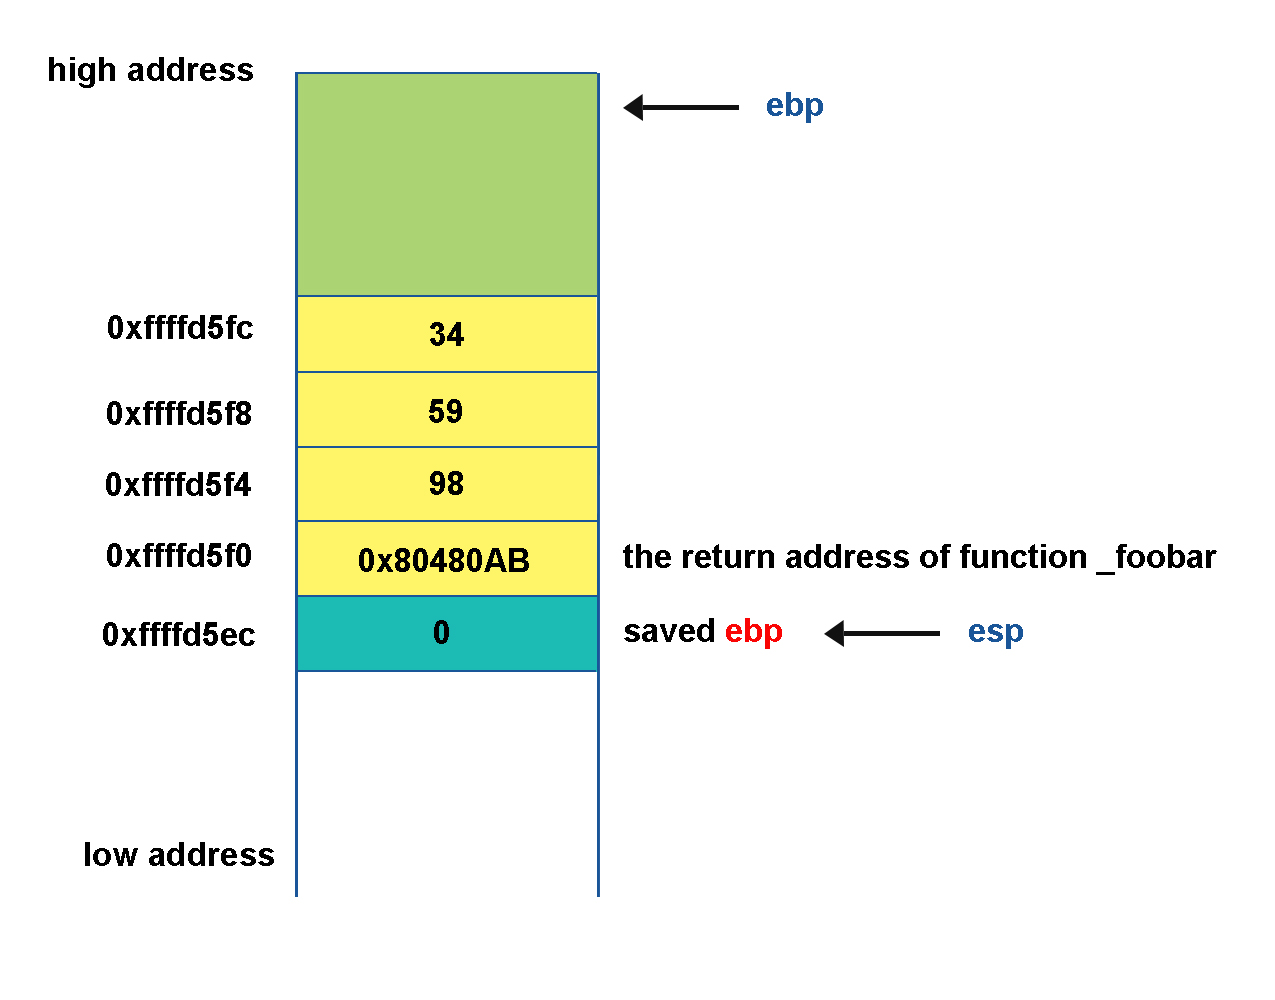 high address
ebp
0xffffd5fc
34
0xffffd5f8
59
0xffffd5f4
98
0xffffd5f0
0x80480AB
the return address of function _foobar
0xffffd5ec
0
saved ebp
esp
low address